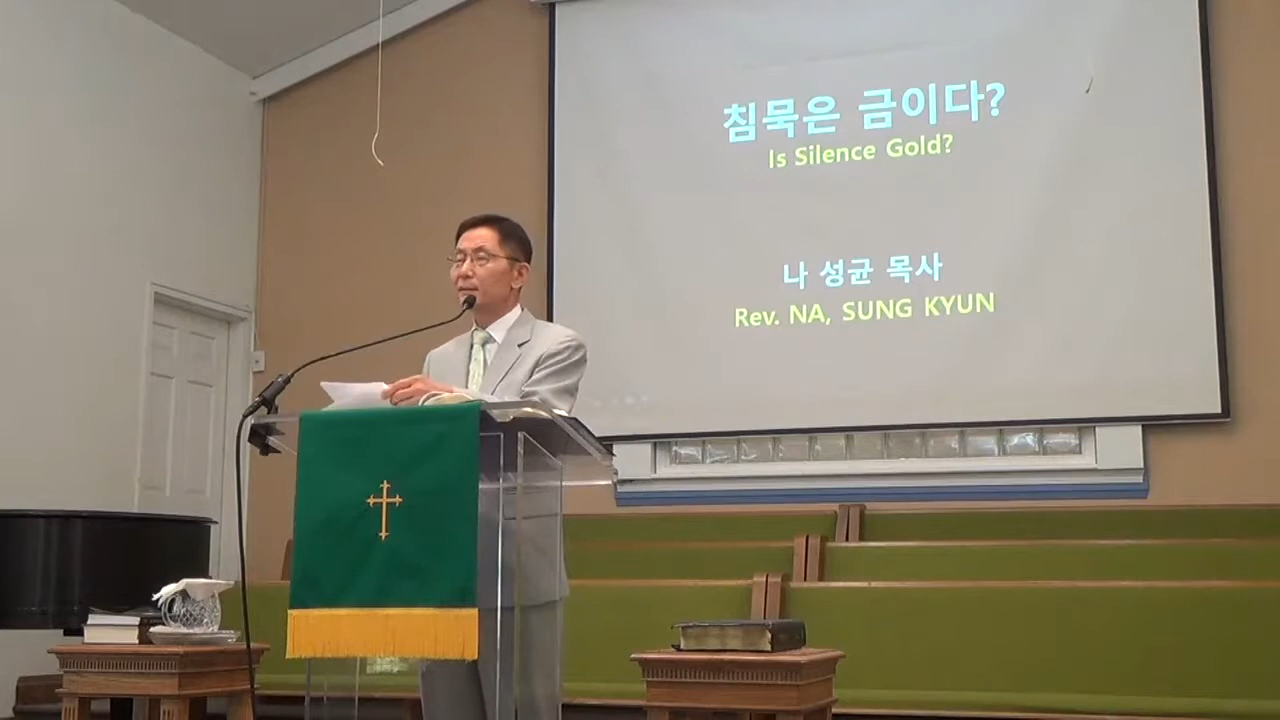 침묵은 금이다?
Is Silence Gold?
나 성균 목사
Rev. NA, SUNG KYUN